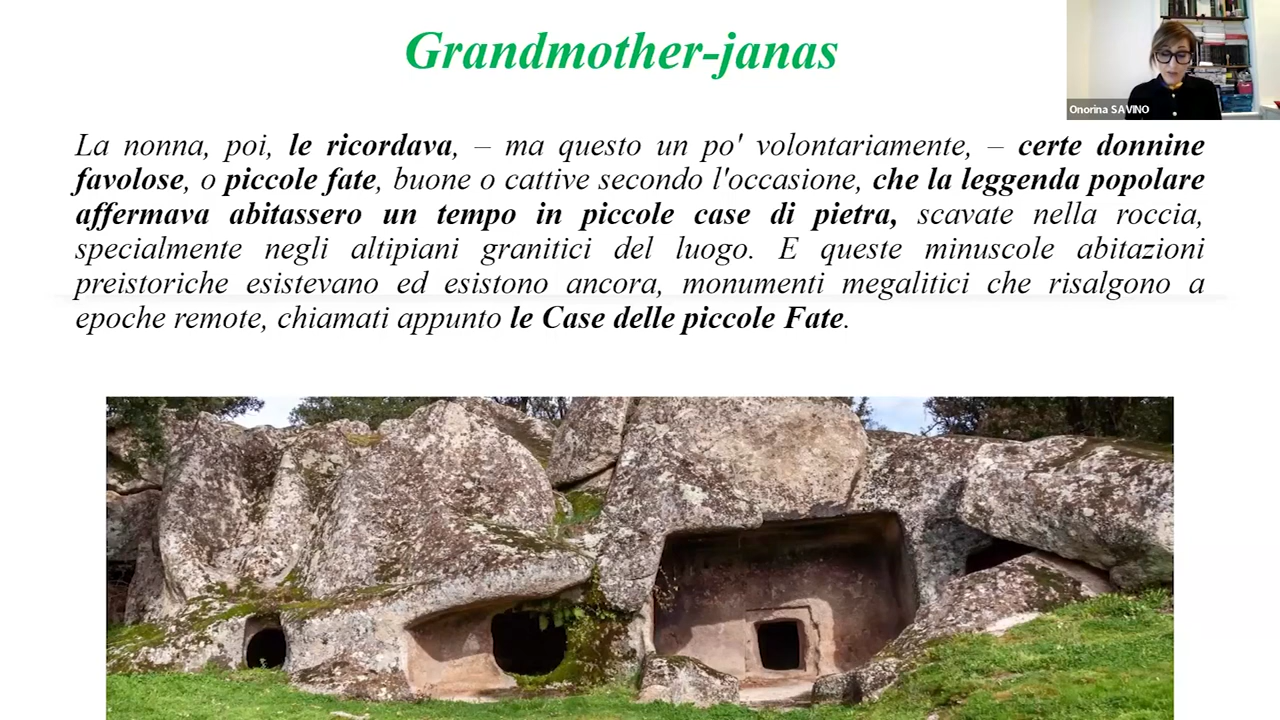 Grandmother-janas
Onorina SAVINO
La nonna, poi, le ricordava, – ma questo un po' volontariamente, – certe donnine
favolose, o piccole fate, buone o cattive secondo l'occasione, che la leggenda popolare
affermava abitassero un tempo in piccole case di pietra, scavate nella roccia,
specialmente negli altipiani granitici del luogo. E queste minuscole abitazioni
preistoriche esistevano ed esistono ancora, monumenti megalitici che risalgono a
epoche remote, chiamati appunto le Case delle piccole Fate.